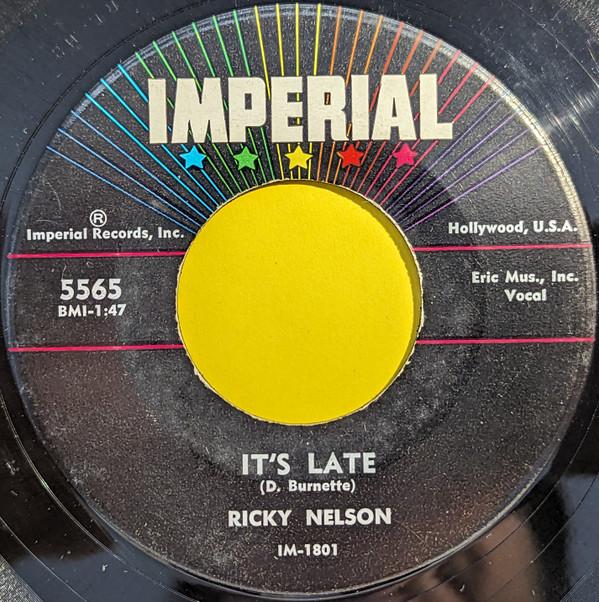 IMPERIAL
®
Imperial Records, Inc.
Hollywood, U.S.A.
5565
BMI-1:47
Eric Mus., Inc.
Vocal
IT'S LATE
(D. Burnette)
RICKY NELSON
IM-1801